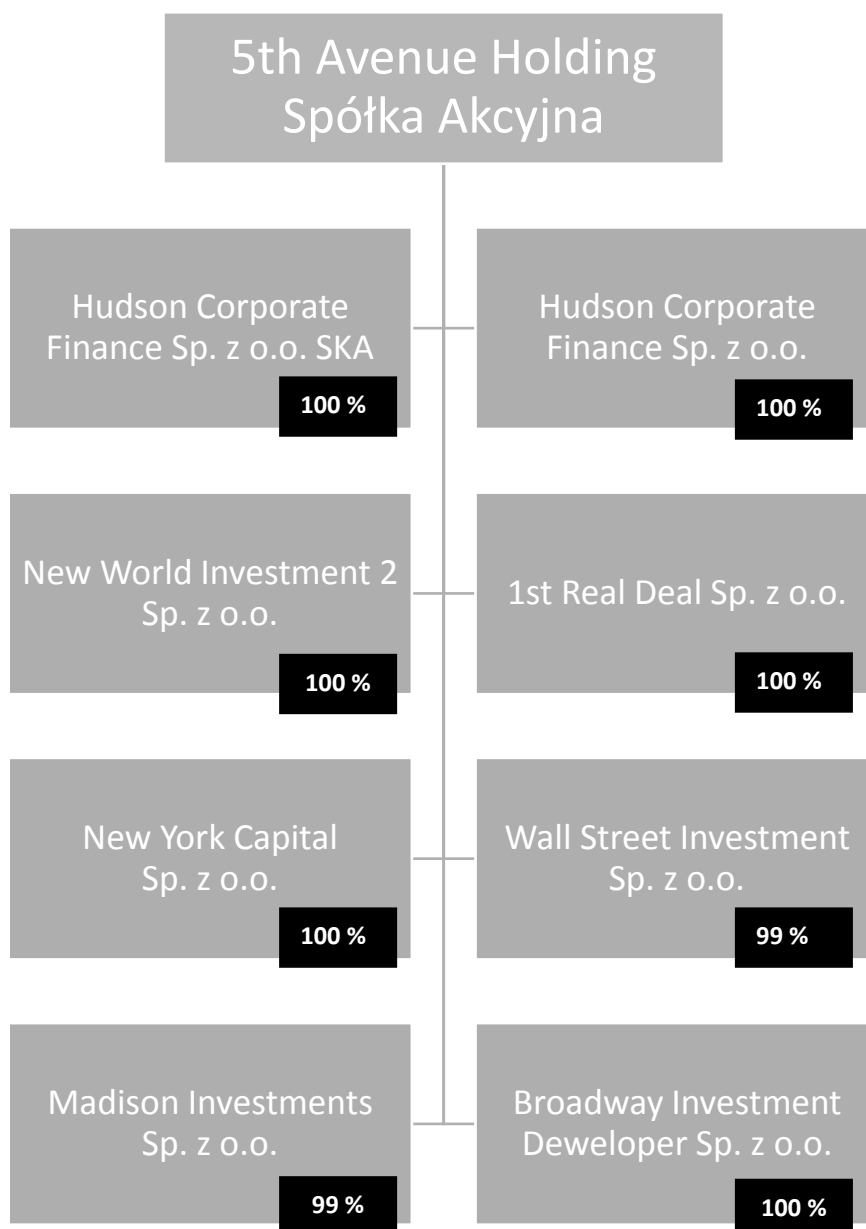 5th Avenue Holding
Spółka Akcyjna
Hudson Corporate
Finance Sp. z o.o. SKA
100 %
Hudson Corporate
Finance Sp. z o.o.
100 %
New World Investment 2
Sp. z o.o.
100 %
1st Real Deal Sp. z o.o.
100 %
New York Capital
Sp. z o.o.
100 %
Wall Street Investment
Sp. z o.o.
99 %
Madison Investments
Sp. z o.o.
99 %
Broadway Investment
Deweloper Sp. z o.o.
100 %